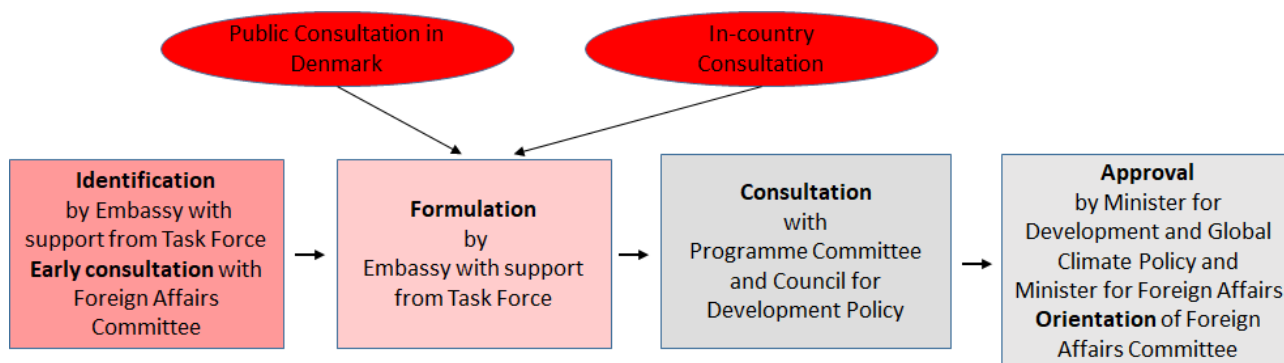 Public Consultation in
Denmark
In-country
Consultation
Identification
by Embassy with
support from Task Force
Early consultation with
Foreign Affairs
Committee
Formulation
by
Embassy with support
from Task Force
Consultation
with
Programme Committee
and Council for
Development Policy
Approval
by Minister for
Development and Global
Climate Policy and
Minister for Foreign Affairs
Orientation of Foreign
Affairs Committee